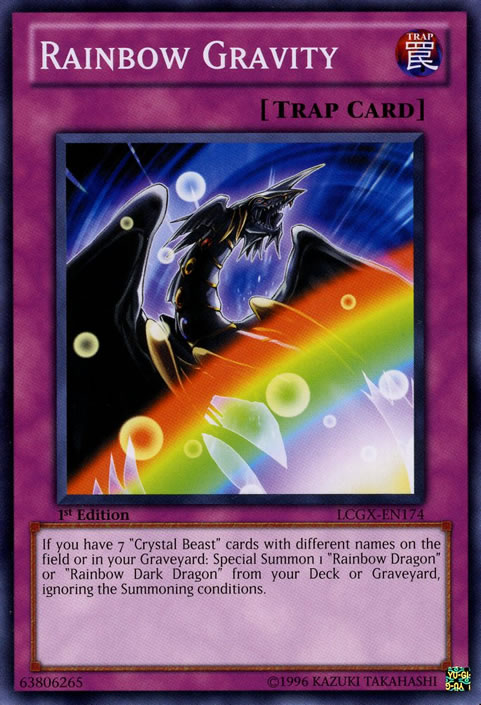 RAINBOW GRAVITY
TRAP
罠
[TRAP CARD]
1st Edition
LCGX-EN174
If you have 7 "Crystal Beast" cards with different names on the
field or in your Graveyard: Special Summon 1 "Rainbow Dragon"
or "Rainbow Dark Dragon" from your Deck or Graveyard,
ignoring the Summoning conditions.
63806265
©1996 KAZUKI TAKAHASHI